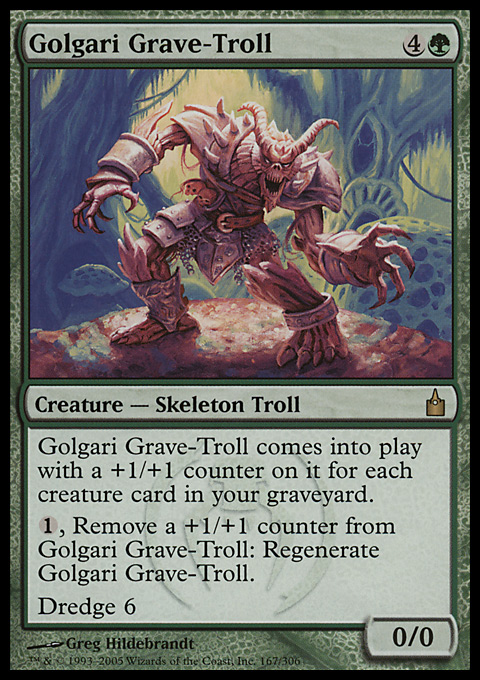 Golgari Grave-Troll 4
Creature — Skeleton Troll
Golgari Grave-Troll comes into play
with a +1/+1 counter on it for each
creature card in your graveyard.
1, Remove a +1/+1 counter from
Golgari Grave-Troll: Regenerate
Golgari Grave-Troll.
Dredge 6
0/0
Greg Hildebrandt
™ & © 1993-2005 Wizards of the Coast, Inc. 167/306